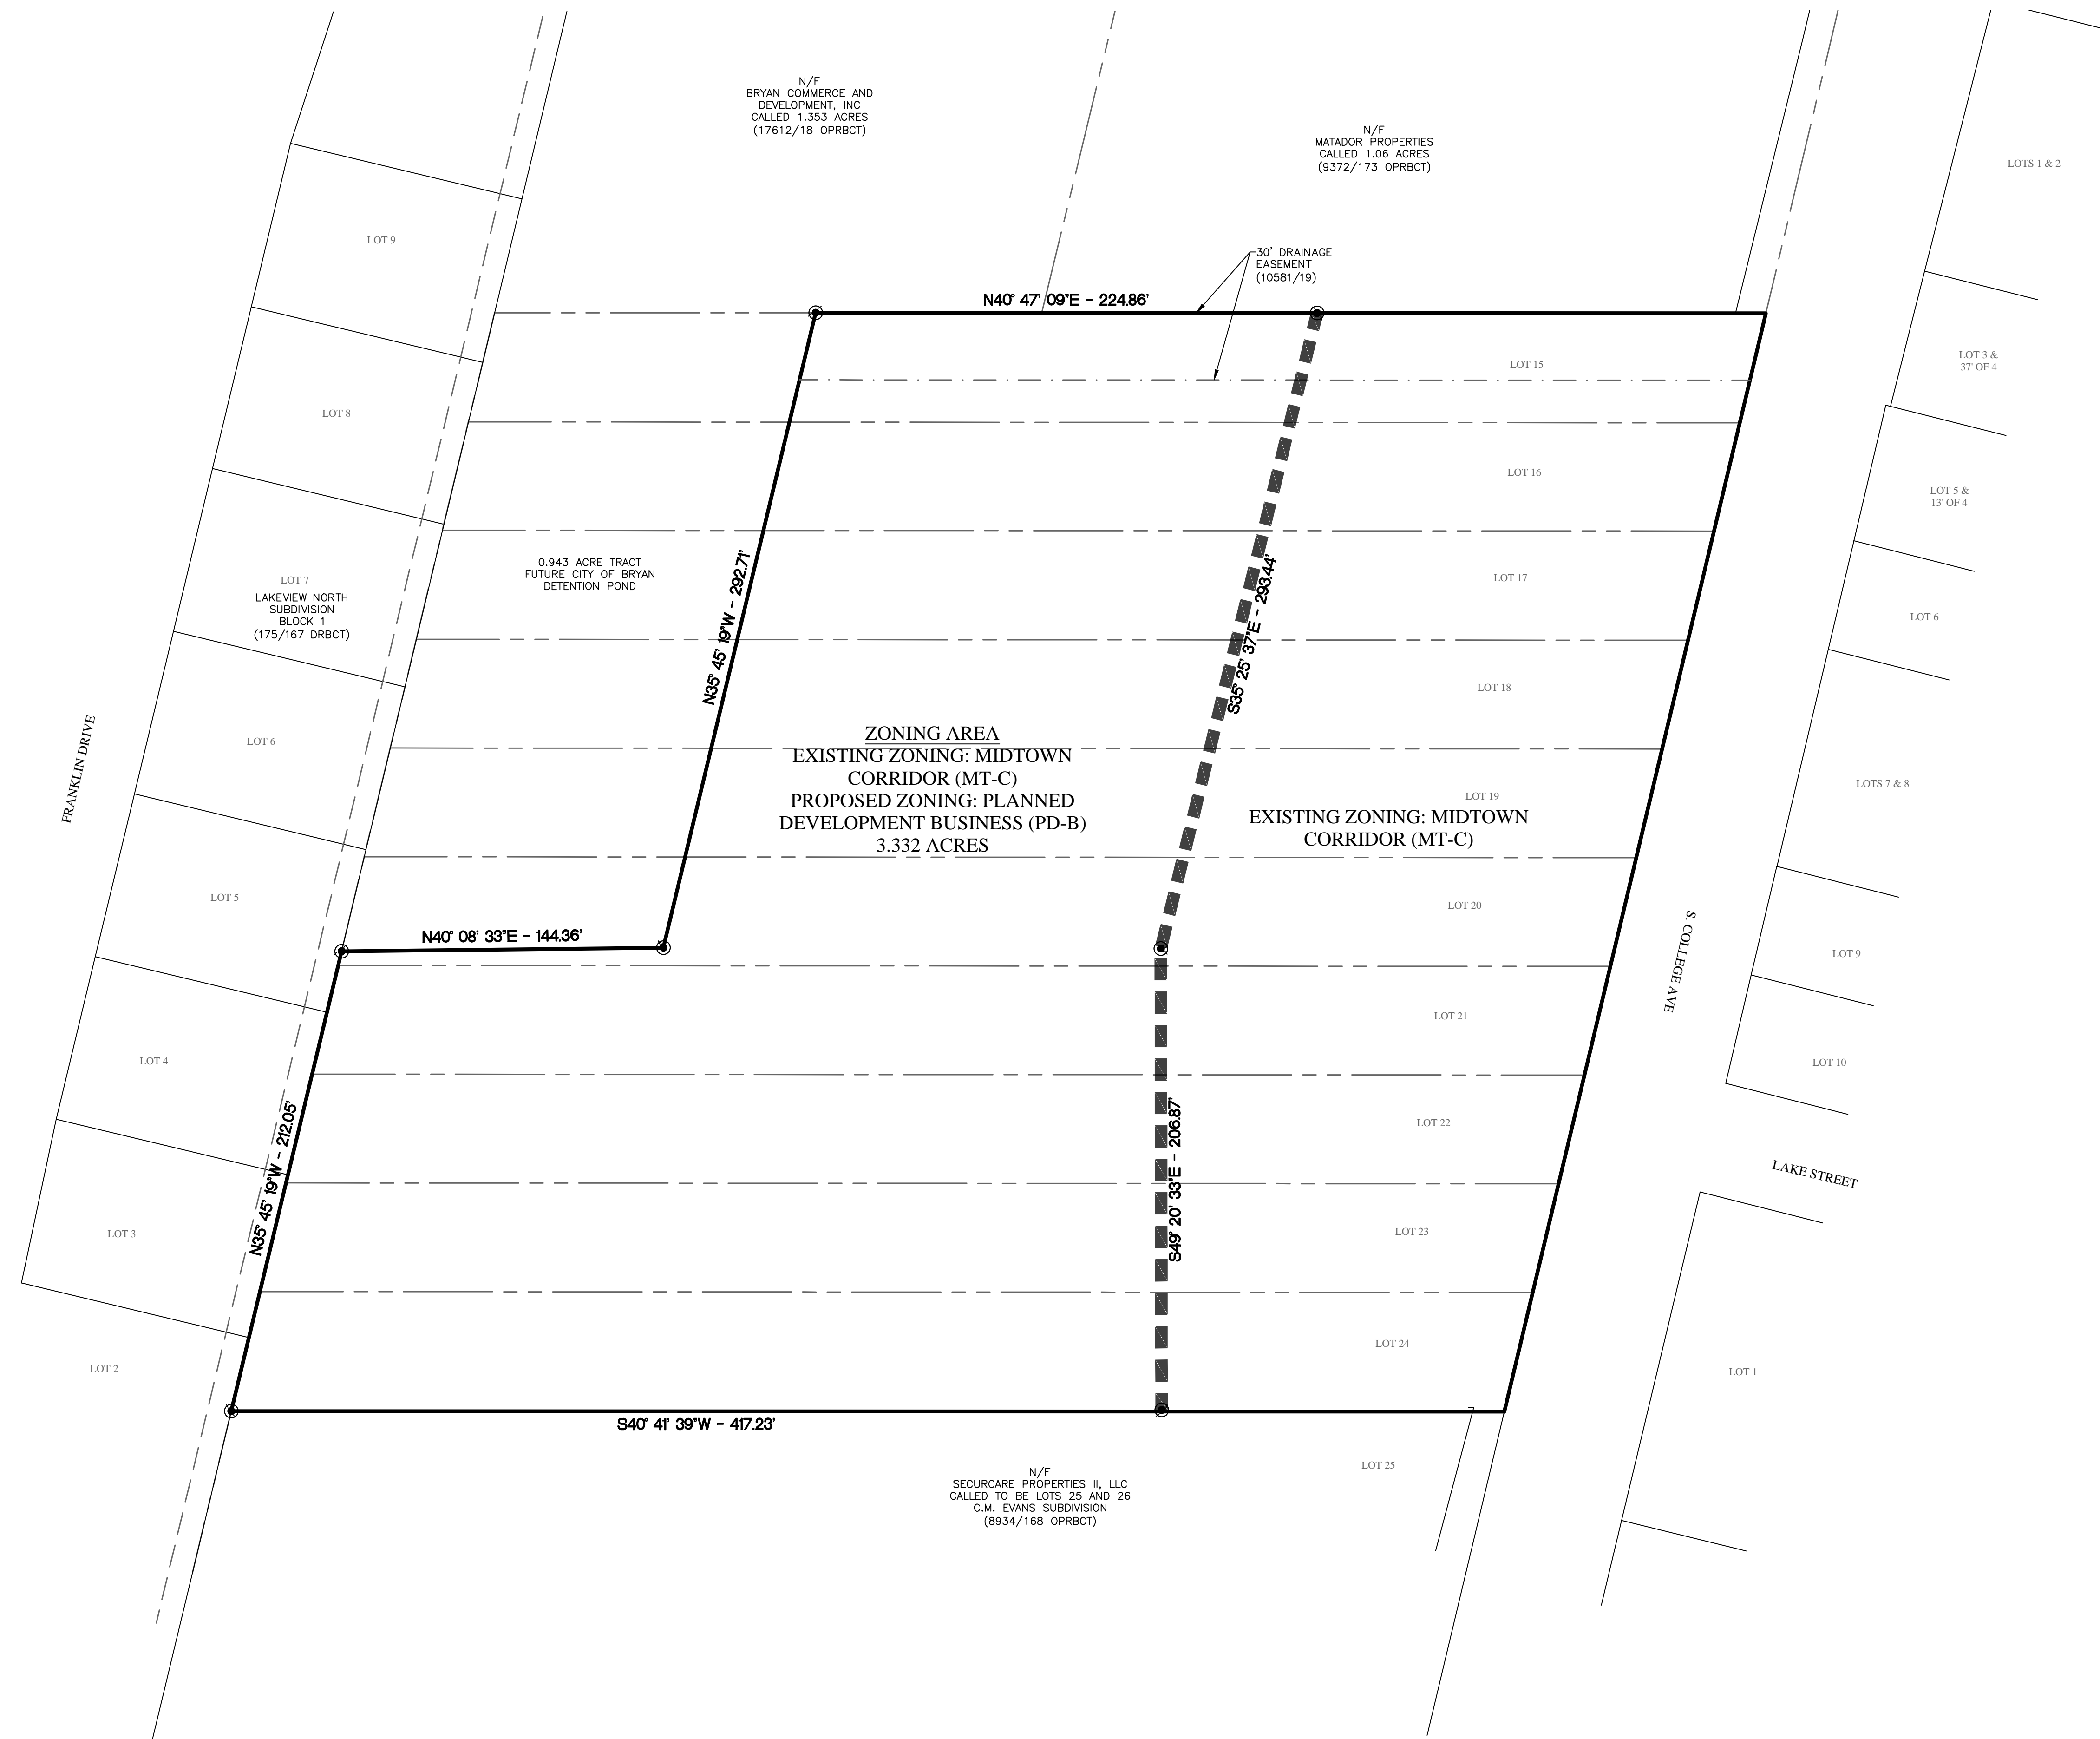 N/F
BRYAN COMMERCE AND
DEVELOPMENT, INC
CALLED 1.353 ACRES
(17612/18 OPRBCT)
N/F
MATADOR PROPERTIES
CALLED 1.06 ACRES
(9372/173 OPRBCT)
LOTS 1 & 2
LOT 9
30' DRAINAGE
EASEMENT
(10581/19)
N40° 47' 09"E - 224.86'
LOT 15
LOT 3 &
37' OF 4
LOT 8
LOT 16
LOT 5 &
13' OF 4
LOT 7
LAKEVIEW NORTH
SUBDIVISION
BLOCK 1
(175/167 DRBCT)
0.943 ACRE TRACT
FUTURE CITY OF BRYAN
DETENTION POND
N35° 45' 19"W - 292.71'
S35° 25' 37"E - 293.44'
LOT 17
LOT 6
LOT 18
FRANKLIN DRIVE
LOT 6
ZONING AREA
EXISTING ZONING: MIDTOWN
CORRIDOR (MT-C)
PROPOSED ZONING: PLANNED
DEVELOPMENT BUSINESS (PD-B)
3.332 ACRES
LOT 19
EXISTING ZONING: MIDTOWN
CORRIDOR (MT-C)
LOTS 7 & 8
LOT 5
LOT 20
N40° 08' 33"E - 144.36'
S. COLLEGE AVE
LOT 9
LOT 21
LOT 4
LOT 10
LOT 22
N35° 45' 19"W - 212.05'
S49° 20' 33"E - 206.87'
LAKE STREET
LOT 3
LOT 23
LOT 2
LOT 24
LOT 1
S40° 41' 39"W - 417.23'
LOT 25
N/F
SECURCARE PROPERTIES II, LLC
CALLED TO BE LOTS 25 AND 26
C.M. EVANS SUBDIVISION
(8934/168 OPRBCT)